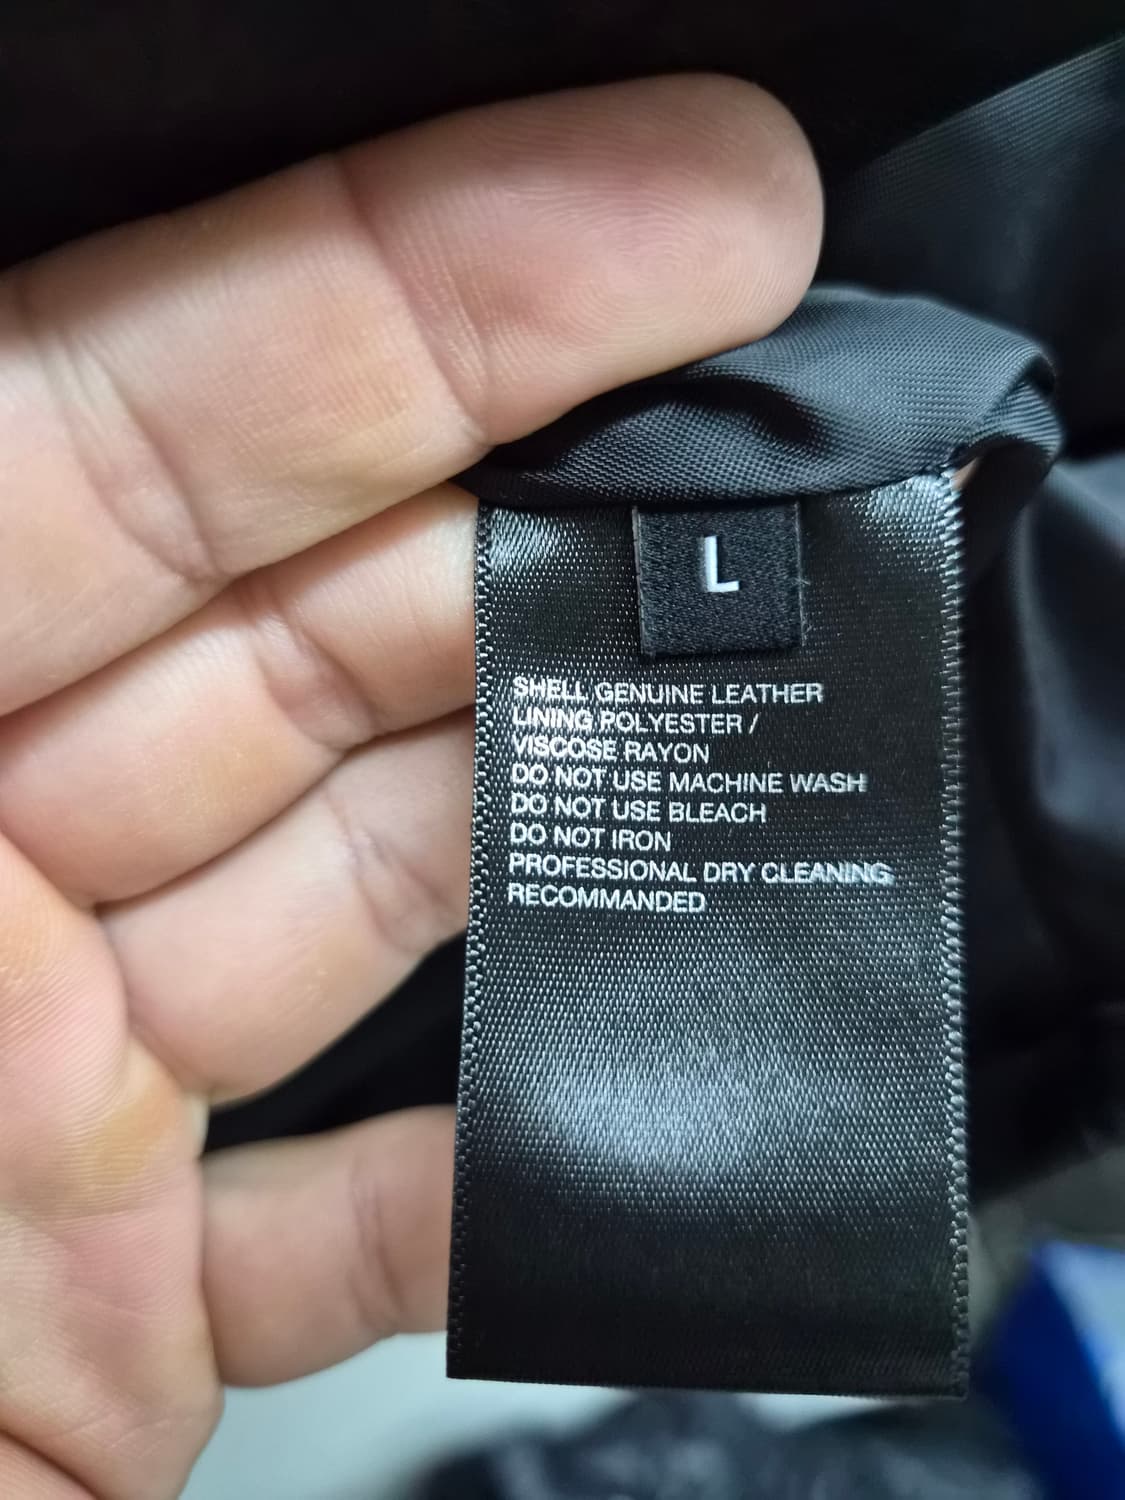 L
SHELL GENUINE LEATHER
LINING POLYESTER /
VISCOSE RAYON
DO NOT USE MACHINE WASH
DO NOT USE BLEACH
DO NOT IRON
PROFESSIONAL DRY CLEANING
RECOMMANDED